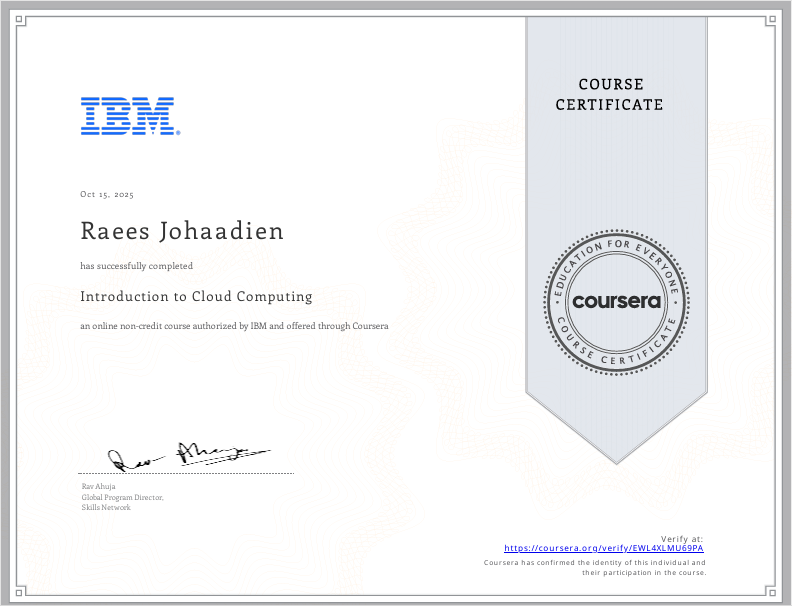 COURSE
CERTIFICATE
IBM®
Oct 15, 2025
Raees Johaadien
has successfully completed
Introduction to Cloud Computing
an online non-credit course authorized by IBM and offered through Coursera
EDUCATION FOR EVERYONE
coursera
COURSE CERTIFICATE
Rav Ahuja
Rav Ahuja
Global Program Director,
Skills Network
Verify at:
https://coursera.org/verify/EWL4XLMU69PA
Coursera has confirmed the identity of this individual and
their participation in the course.